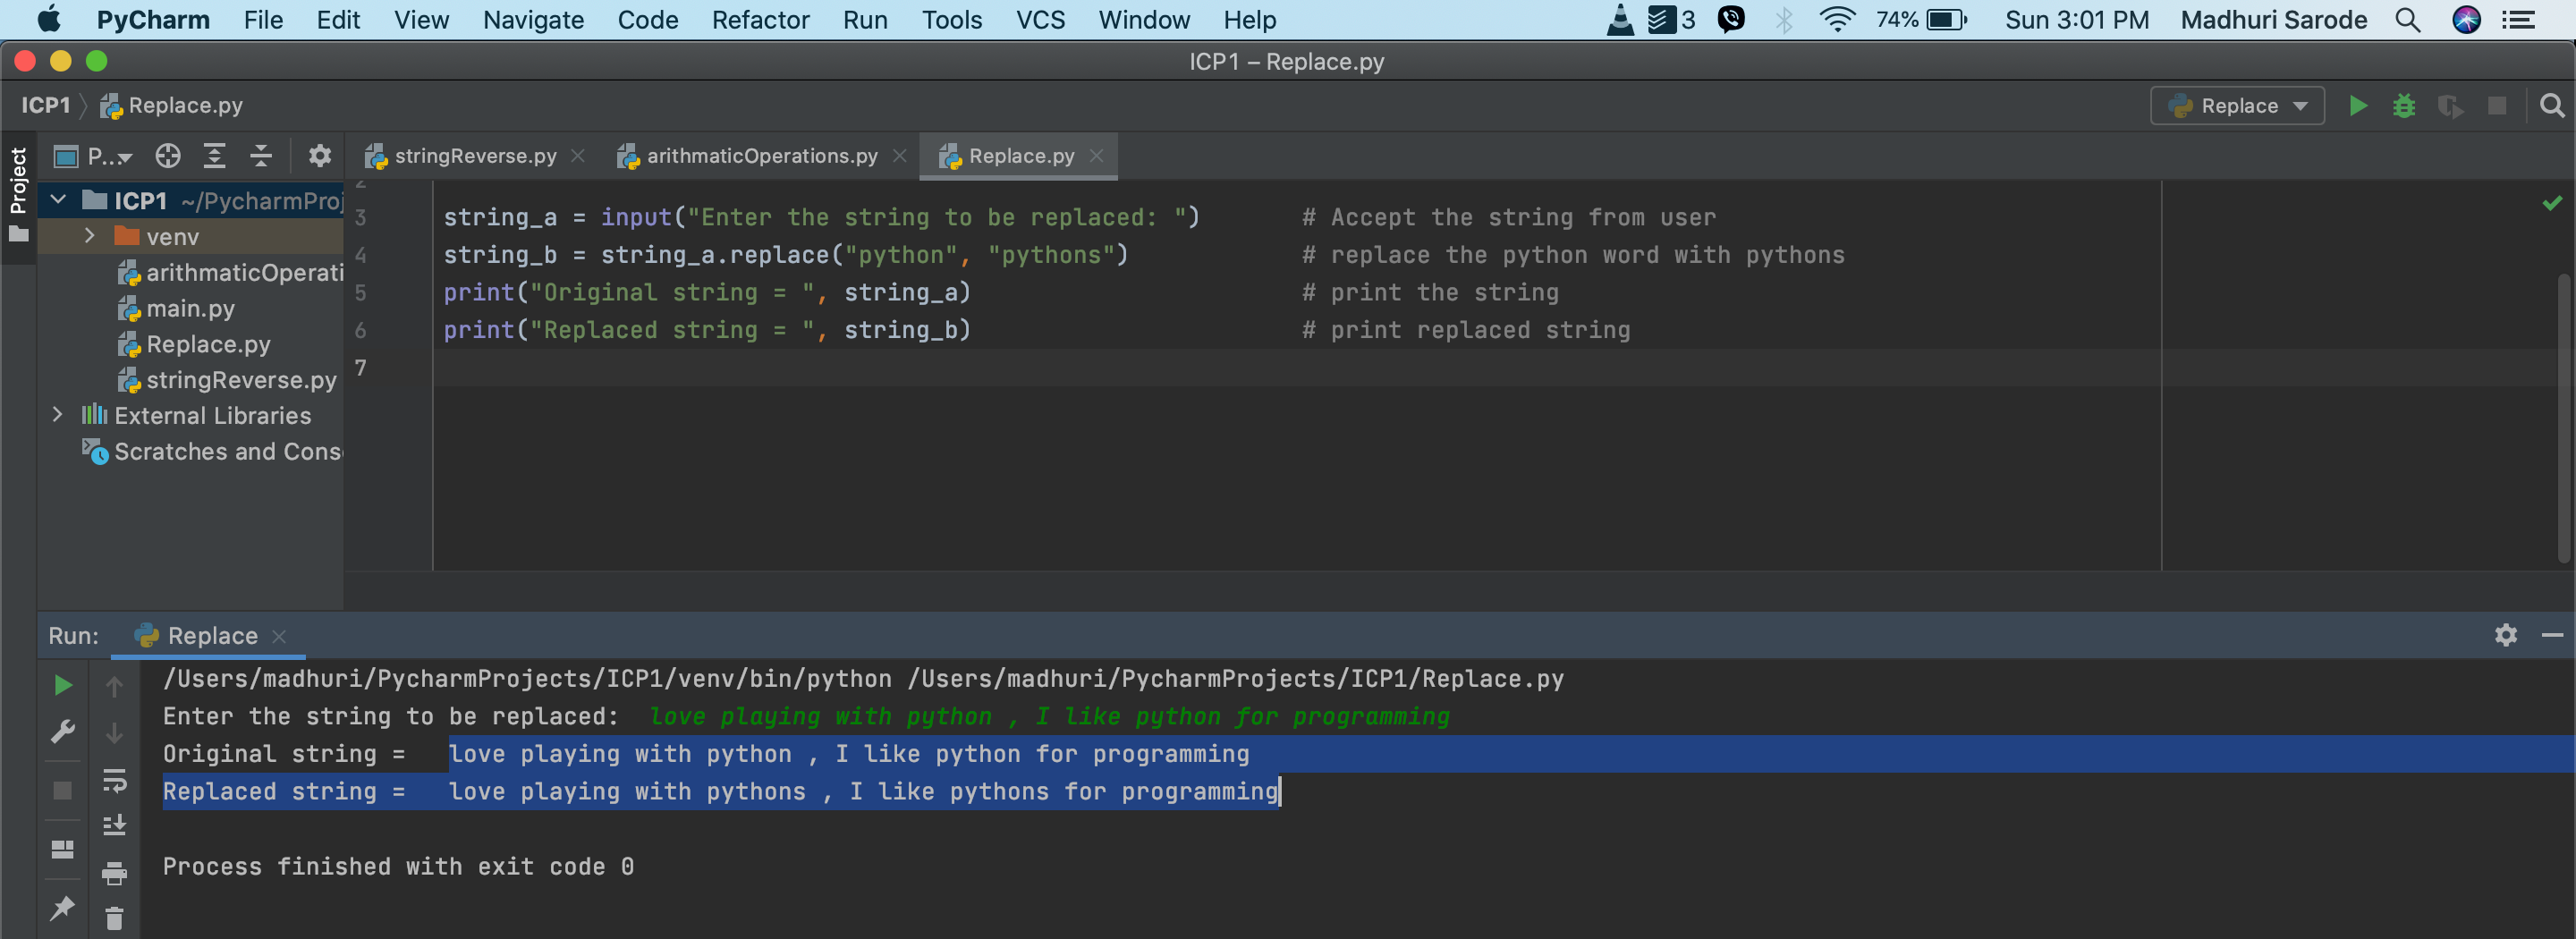 PyCharm File Edit View Navigate Code Refactor Run Tools VCS Window Help 3 74% Sun 3:01 PM Madhuri Sarode
ICP1 – Replace.py
ICP1 Replace.py Replace
Project P... stringReverse.py arithmaticOperations.py Replace.py
ICP1 ~/PycharmProj
venv
arithmaticOperati
main.py
Replace.py
stringReverse.py
External Libraries
Scratches and Cons
2
3 string_a = input("Enter the string to be replaced: ") # Accept the string from user
4 string_b = string_a.replace("python", "pythons") # replace the python word with pythons
5 print("Original string = ", string_a) # print the string
6 print("Replaced string = ", string_b) # print replaced string
7
Run: Replace
/Users/madhuri/PycharmProjects/ICP1/venv/bin/python /Users/madhuri/PycharmProjects/ICP1/Replace.py
Enter the string to be replaced: love playing with python , I like python for programming
Original string = love playing with python , I like python for programming
Replaced string = love playing with pythons , I like pythons for programming
Process finished with exit code 0